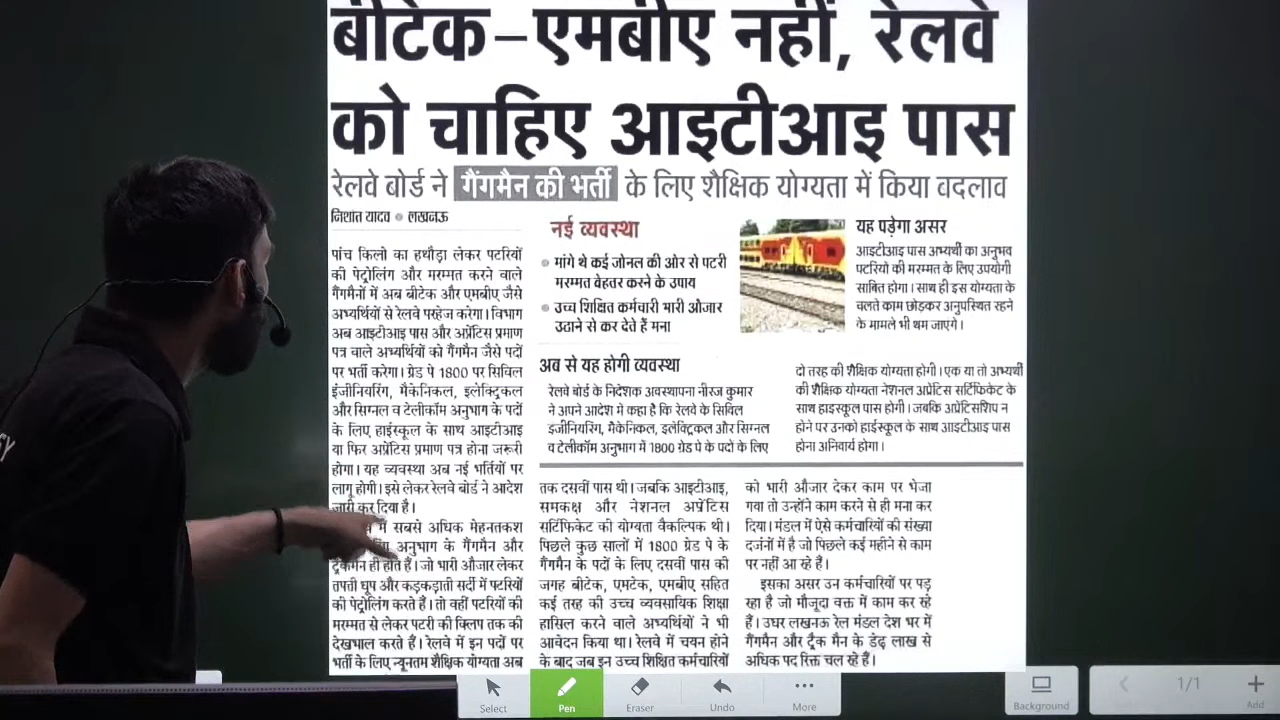 बीटेक–एमबीए नहीं, रेलवे
को चाहिए आइटीआइ पास
रेलवे बोर्ड ने गैंगमैन की भर्ती के लिए शैक्षिक योग्यता में किया बदलाव
निशांत यादव ● लखनऊ
पांच किलो का हथौड़ा लेकर पटरियों
की पेट्रोलिंग और मरम्मत करने वाले
गैंगमैनों में अब बीटेक और एमबीए जैसे
अभ्यर्थियों से रेलवे परहेज करेगा। विभाग
अब आइटीआइ पास और अप्रेंटिस प्रमाण
पत्र वाले अभ्यर्थियों को गैंगमैन जैसे पदों
पर भर्ती करेगा। ग्रेड पे 1800 पर सिविल
इंजीनियरिंग, मैकेनिकल, इलेक्ट्रिकल
और सिग्नल व टेलीकॉम अनुभाग के पदों
के लिए हाईस्कूल के साथ आइटीआइ
या फिर अप्रेंटिस प्रमाण पत्र होना जरूरी
होगा। यह व्यवस्था अब नई भर्तियों पर
लागू होगी। इसे लेकर रेलवे बोर्ड ने आदेश
जारी कर दिया है।
में सबसे अधिक मेहनतकश
अनुभाग के गैंगमैन और
ट्रैकमैन ही होते हैं। जो भारी औजार लेकर
तपती धूप और कड़कड़ाती सर्दी में पटरियों
की पेट्रोलिंग करते हैं। तो वहीं पटरियों की
मरम्मत से लेकर पटरी की क्लिप तक की
देखभाल करते हैं। रेलवे में इन पदों पर
भर्ती के लिए न्यूनतम शैक्षिक योग्यता अब
नई व्यवस्था
● मांगे थे कई जोनल की ओर से पटरी
मरम्मत बेहतर करने के उपाय
● उच्च शिक्षित कर्मचारी भारी औजार
उठाने से कर देते हैं मना
यह पड़ेगा असर
आइटीआइ पास अभ्यर्थी का अनुभव
पटरियों की मरम्मत के लिए उपयोगी
साबित होगा। साथ ही इस योग्यता के
चलते काम छोड़कर अनुपस्थित रहने
के मामले भी थम जाएंगे।
अब से यह होगी व्यवस्था
रेलवे बोर्ड के निदेशक अवस्थापना नीरज कुमार
ने अपने आदेश में कहा है कि रेलवे के सिविल
इंजीनियरिंग, मैकेनिकल, इलेक्ट्रिकल और सिग्नल
व टेलीकॉम अनुभाग में 1800 ग्रेड पे के पदों के लिए
दो तरह की शैक्षिक योग्यता होगी। एक या तो अभ्यर्थी
की शैक्षिक योग्यता नेशनल अप्रेंटिस सर्टिफिकेट के
साथ हाइस्कूल पास होगी। जबकि अप्रेंटिसशिप न
होने पर उनको हाईस्कूल के साथ आइटीआइ पास
होना अनिवार्य होगा।
तक दसवीं पास थी। जबकि आइटीआइ,
समकक्ष और नेशनल अप्रेंटिस
सर्टिफिकेट की योग्यता वैकल्पिक थी।
पिछले कुछ सालों में 1800 ग्रेड पे के
गैंगमैन के पदों के लिए दसवीं पास की
जगह बीटेक, एमटेक, एमबीए सहित
कई तरह की उच्च व्यवसायिक शिक्षा
हासिल करने वाले अभ्यर्थियों ने भी
आवेदन किया था। रेलवे में चयन होने
के बाद जब इन उच्च शिक्षित कर्मचारियों
को भारी औजार देकर काम पर भेजा
गया तो उन्होंने काम करने से ही मना कर
दिया। मंडल में ऐसे कर्मचारियों की संख्या
दर्जनों में है जो पिछले कई महीने से काम
पर नहीं आ रहे हैं।
इसका असर उन कर्मचारियों पर पड़
रहा है जो मौजूदा वक्त में काम कर रहे
हैं। उधर लखनऊ रेल मंडल देश भर में
गैंगमैन और ट्रैक मैन के डेढ़ लाख से
अधिक पद रिक्त चल रहे हैं।
Select
Pen
Eraser
Undo
More
Background
1/1
Add